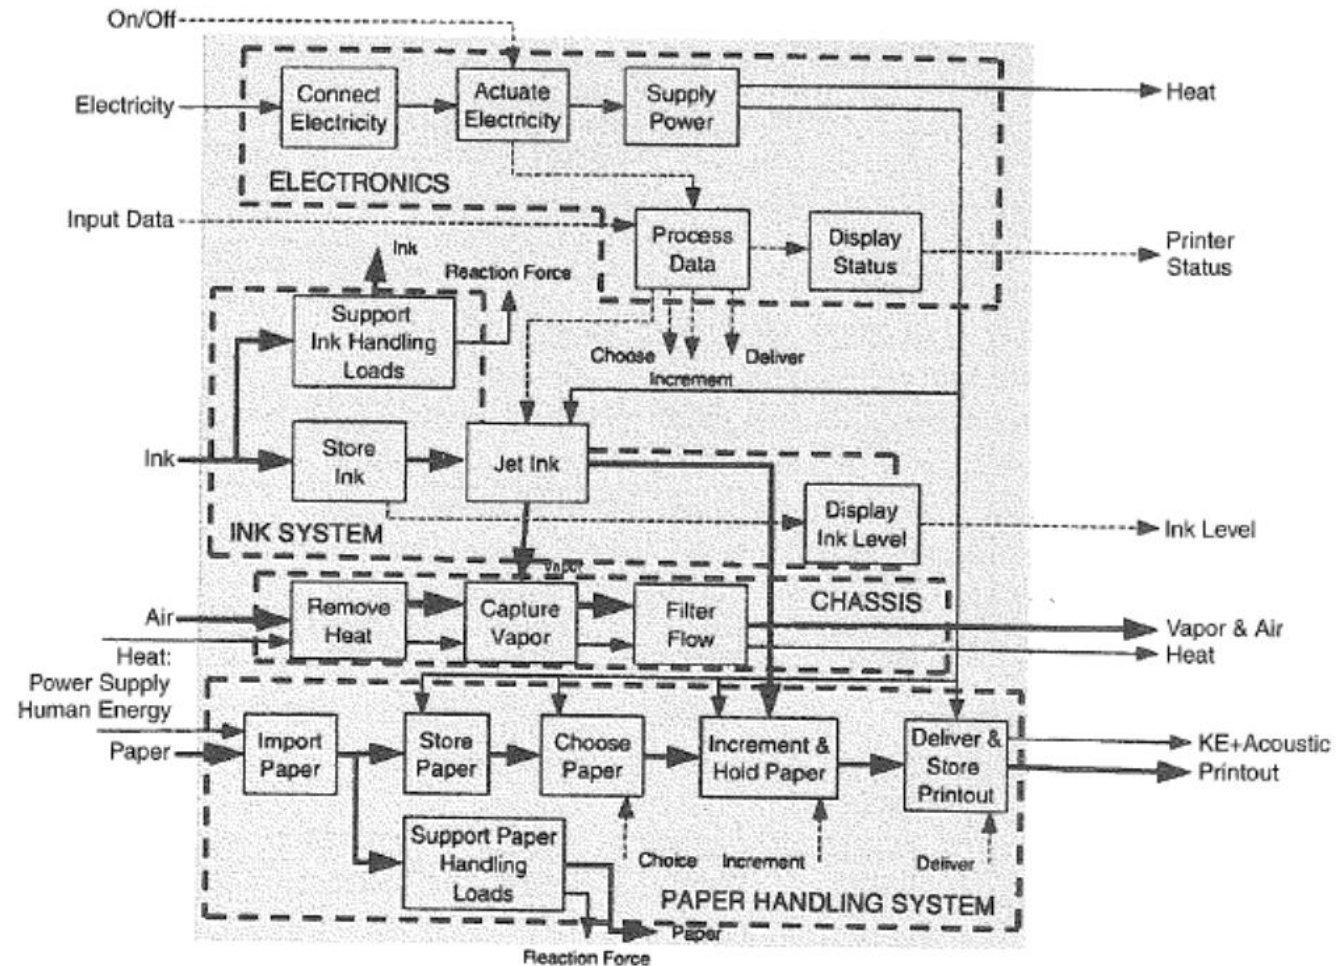 On/Off
Electricity
Connect
Electricity
Actuate
Electricity
Supply
Power
Heat
ELECTRONICS
Input Data
Process
Data
Display
Status
Printer
Status
Ink
Reaction Force
Support
Ink Handling
Loads
Choose
Deliver
Increment
Ink
Store
Ink
Jet Ink
Display
Ink Level
Ink Level
INK SYSTEM
Vapor
CHASSIS
Air
Remove
Heat
Capture
Vapor
Filter
Flow
Vapor & Air
Heat
Heat:
Power Supply
Human Energy
Paper
Import
Paper
Store
Paper
Choose
Paper
Increment &
Hold Paper
Deliver &
Store
Printout
KE+Acoustic
Printout
Support Paper
Handling
Loads
Choice
Increment
Deliver
PAPER HANDLING SYSTEM
Paper
Reaction Force